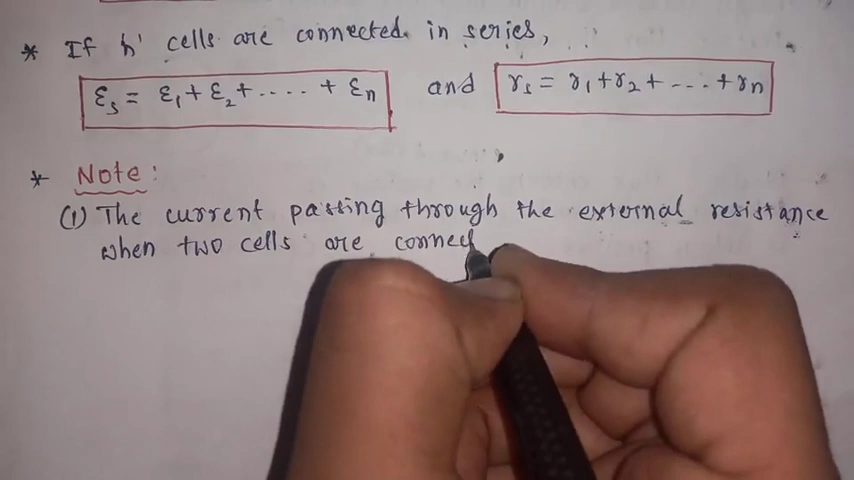 * If 'n' cells are connected in series,
εs = ε1 + ε2 + .... + εn and rs = r1 + r2 + ... + rn
* Note:
(1) The current passing through the external resistance
when two cells are connec